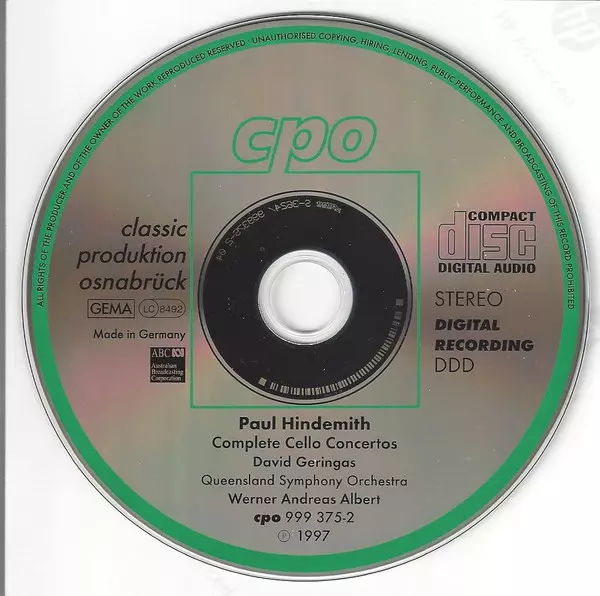 ALL RIGHTS OF THE PRODUCER AND OF THE OWNER OF THE WORK REPRODUCED RESERVED · UNAUTHORISED COPYING, HIRING, LENDING, PUBLIC PERFORMANCE AND BROADCASTING OF THIS RECORD PROHIBITED
cpo
classic
produktion
osnabrück
GEMA LC 8492
Made in Germany
ABC
Australian
Broadcasting
Corporation
COMPACT
disc
DIGITAL AUDIO
STEREO
DIGITAL
RECORDING
DDD
Paul Hindemith
Complete Cello Concertos
David Geringas
Queensland Symphony Orchestra
Werner Andreas Albert
cpo 999 375-2
℗ 1997